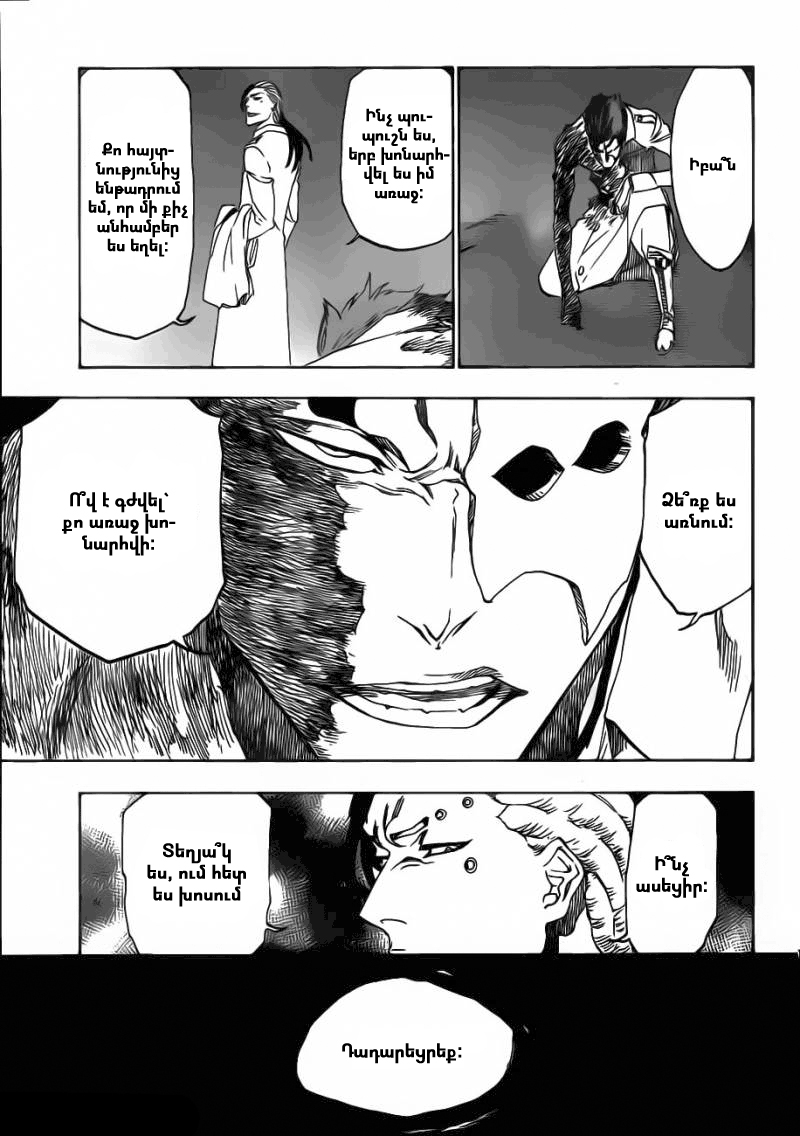 Իբա՞ն
Ինչ պու-
պուշն ես,
երբ խոնարհ-
վել ես իմ
առաջ:
Քո հայտ-
նությունից
ենթադրում
եմ, որ մի քիչ
անհամբեր
ես եղել:
Ձե՞ռք ես
առնում:
Ո՞վ է գժվել՝
քո առաջ խո-
նարհվի:
Ի՞նչ
ասեցիր:
Տեղյա՞կ
ես, ում հետ
ես խոսում
Դադարեցրեք: